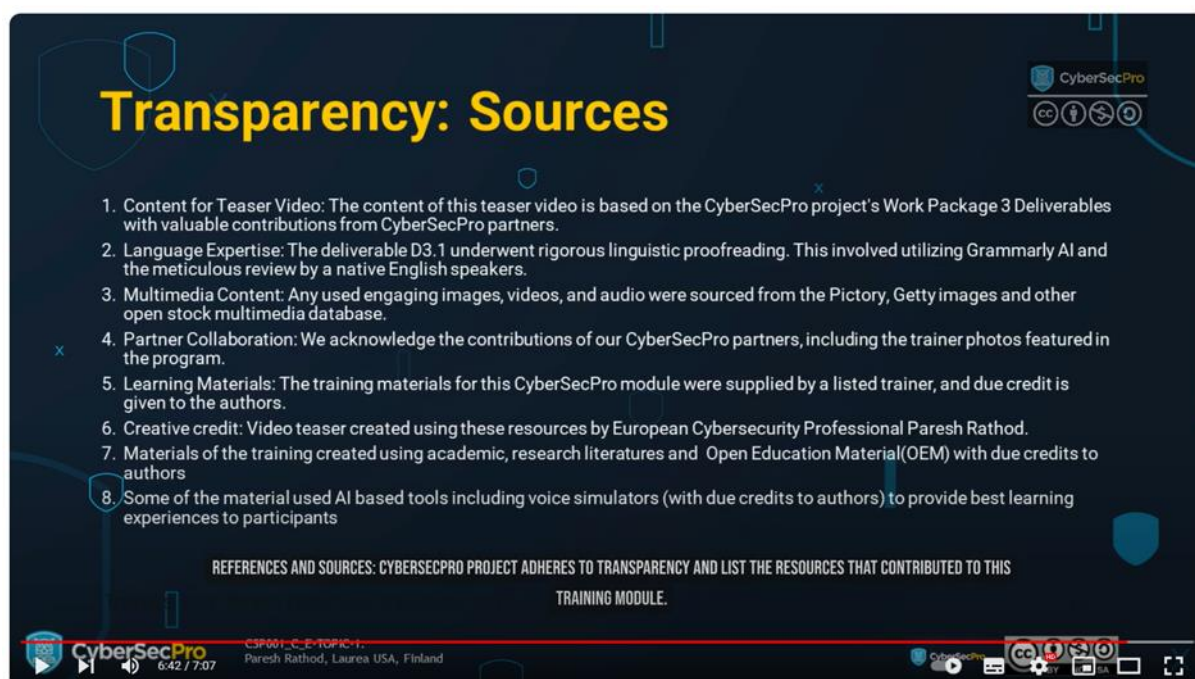 CyberSecPro
Transparency: Sources
1. Content for Teaser Video: The content of this teaser video is based on the CyberSecPro project's Work Package 3 Deliverables
with valuable contributions from CyberSecPro partners.
2. Language Expertise: The deliverable D3.1 underwent rigorous linguistic proofreading. This involved utilizing Grammarly AI and
the meticulous review by a native English speakers.
3. Multimedia Content: Any used engaging images, videos, and audio were sourced from the Pictory, Getty images and other
open stock multimedia database.
4. Partner Collaboration: We acknowledge the contributions of our CyberSecPro partners, including the trainer photos featured in
the program.
5. Learning Materials: The training materials for this CyberSecPro module were supplied by a listed trainer, and due credit is
given to the authors.
6. Creative credit: Video teaser created using these resources by European Cybersecurity Professional Paresh Rathod.
7. Materials of the training created using academic, research literatures and Open Education Material(OEM) with due credits to
authors
8. Some of the material used AI based tools including voice simulators (with due credits to authors) to provide best learning
experiences to participants
REFERENCES AND SOURCES: CYBERSECPRO PROJECT ADHERES TO TRANSPARENCY AND LIST THE RESOURCES THAT CONTRIBUTED TO THIS
TRAINING MODULE.
CSP001_C_E-TOPIC-1.
CyberSecPro
Paresh Rathod, Laurea USA, Finland
6:42 / 7:07
CyberSecPro
HD
BY SA